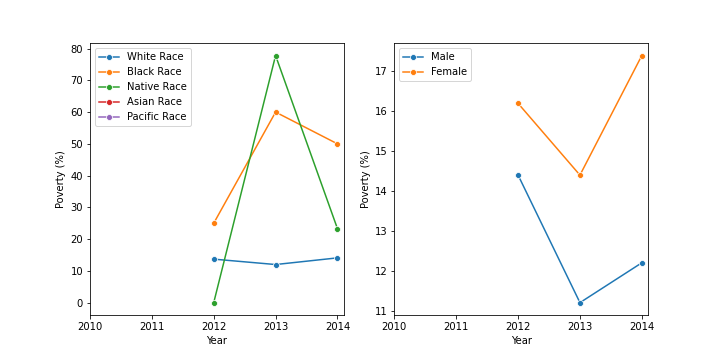 White Race
Black Race
Native Race
Asian Race
Pacific Race
80
70
60
50
40
30
20
10
0
Poverty (%)
2010 2011 2012 2013 2014
Year
Male
Female
17
16
15
14
13
12
11
Poverty (%)
2010 2011 2012 2013 2014
Year